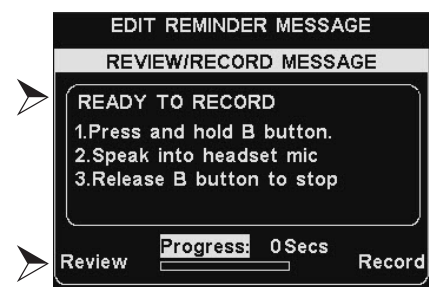 EDIT REMINDER MESSAGE
REVIEW/RECORD MESSAGE
READY TO RECORD
1.Press and hold B button.
2.Speak into headset mic
3.Release B button to stop
Progress: 0Secs
Review Record